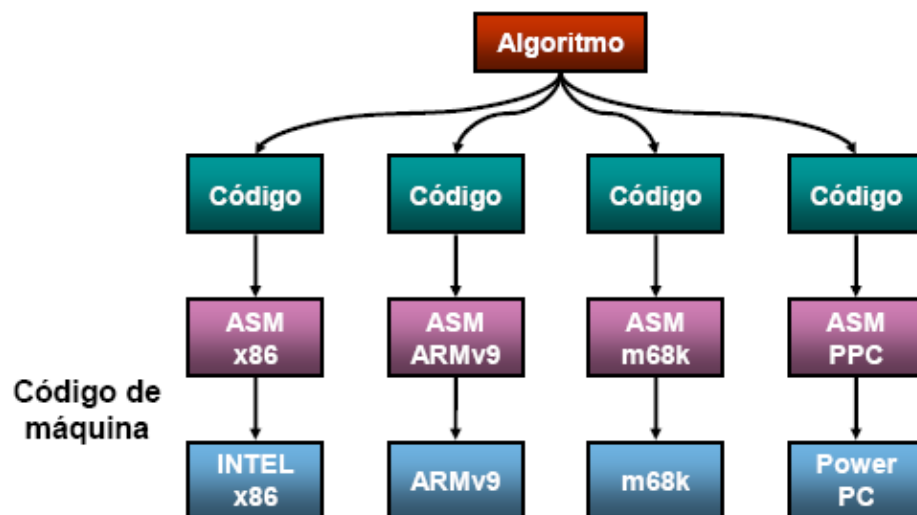 Algoritmo
Código
Código
Código
Código
ASM
x86
ASM
ARMv9
ASM
m68k
ASM
PPC
Código de
máquina
INTEL
x86
ARMv9
m68k
Power
PC